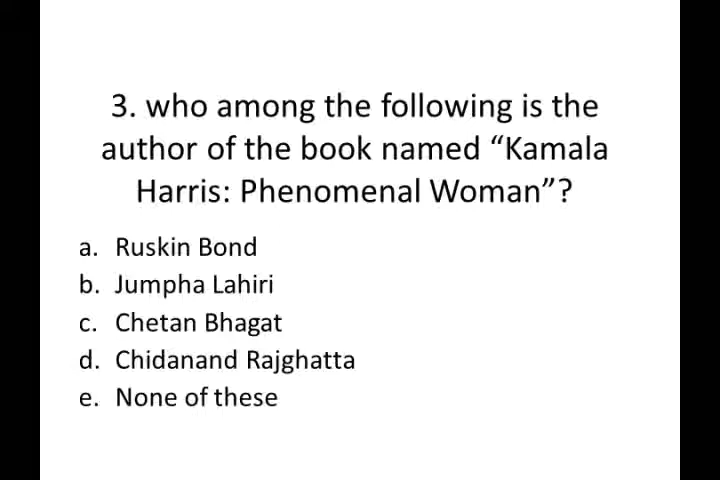 3. who among the following is the
author of the book named “Kamala
Harris: Phenomenal Woman”?
a. Ruskin Bond
b. Jumpha Lahiri
c. Chetan Bhagat
d. Chidanand Rajghatta
e. None of these